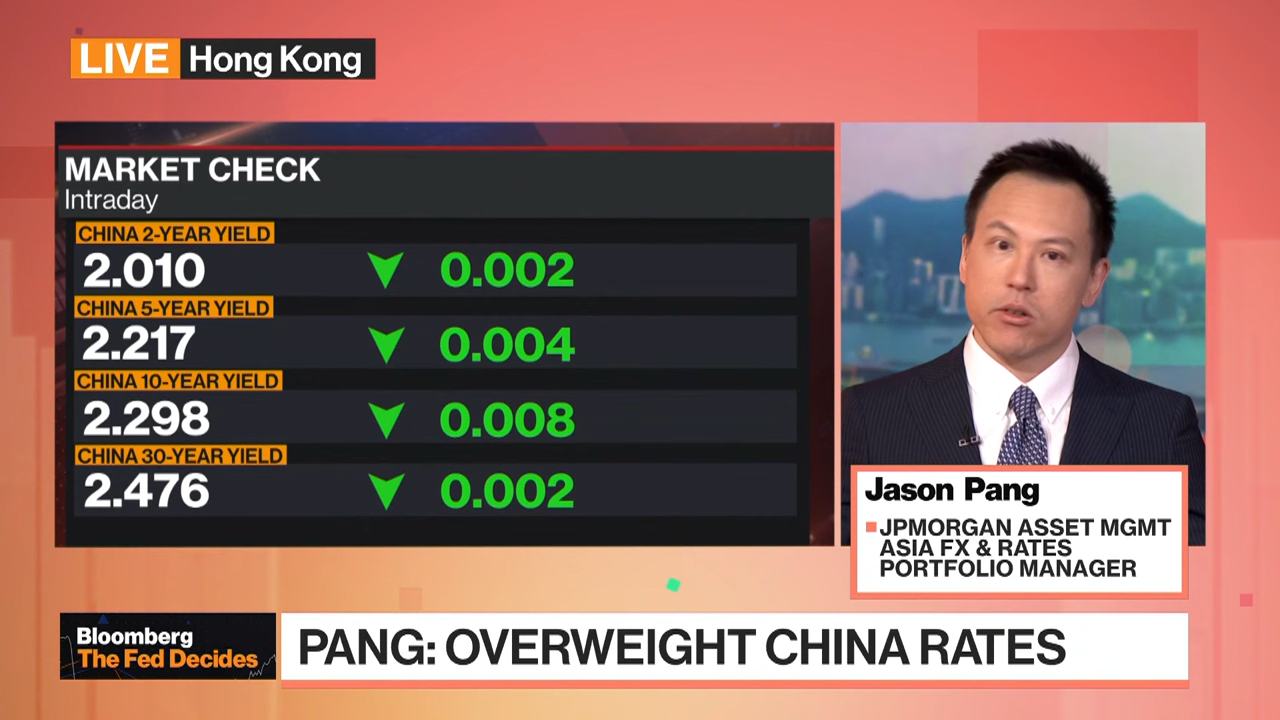 LIVE Hong Kong
MARKET CHECK
Intraday
CHINA 2-YEAR YIELD
2.010 0.002
CHINA 5-YEAR YIELD
2.217 0.004
CHINA 10-YEAR YIELD
2.298 0.008
CHINA 30-YEAR YIELD
2.476 0.002
Jason Pang
JPMORGAN ASSET MGMT
ASIA FX & RATES
PORTFOLIO MANAGER
Bloomberg
The Fed Decides
PANG: OVERWEIGHT CHINA RATES